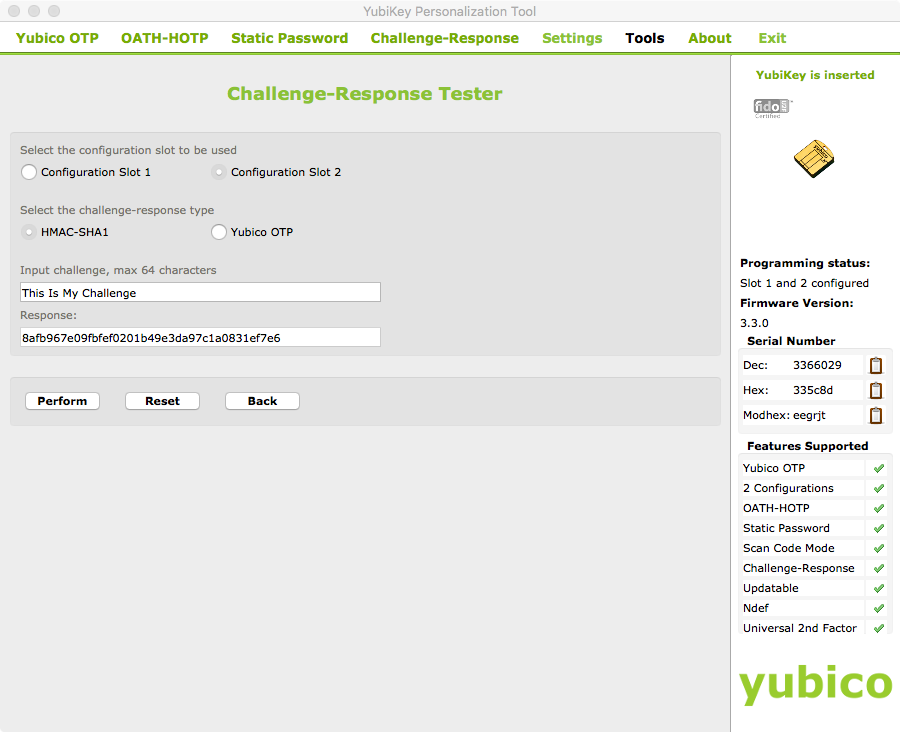 YubiKey Personalization Tool
Yubico OTP OATH-HOTP Static Password Challenge-Response Settings Tools About Exit
Challenge-Response Tester
Select the configuration slot to be used
Configuration Slot 1 Configuration Slot 2
Select the challenge-response type
HMAC-SHA1 Yubico OTP
Input challenge, max 64 characters
This Is My Challenge
Response:
8afb967e09fbfef0201b49e3da97c1a0831ef7e6
Perform Reset Back
YubiKey is inserted
fido
Certified
Programming status:
Slot 1 and 2 configured
Firmware Version:
3.3.0
Serial Number
Dec: 3366029
Hex: 335c8d
Modhex: eegrjt
Features Supported
Yubico OTP
2 Configurations
OATH-HOTP
Static Password
Scan Code Mode
Challenge-Response
Updatable
Ndef
Universal 2nd Factor
yubico